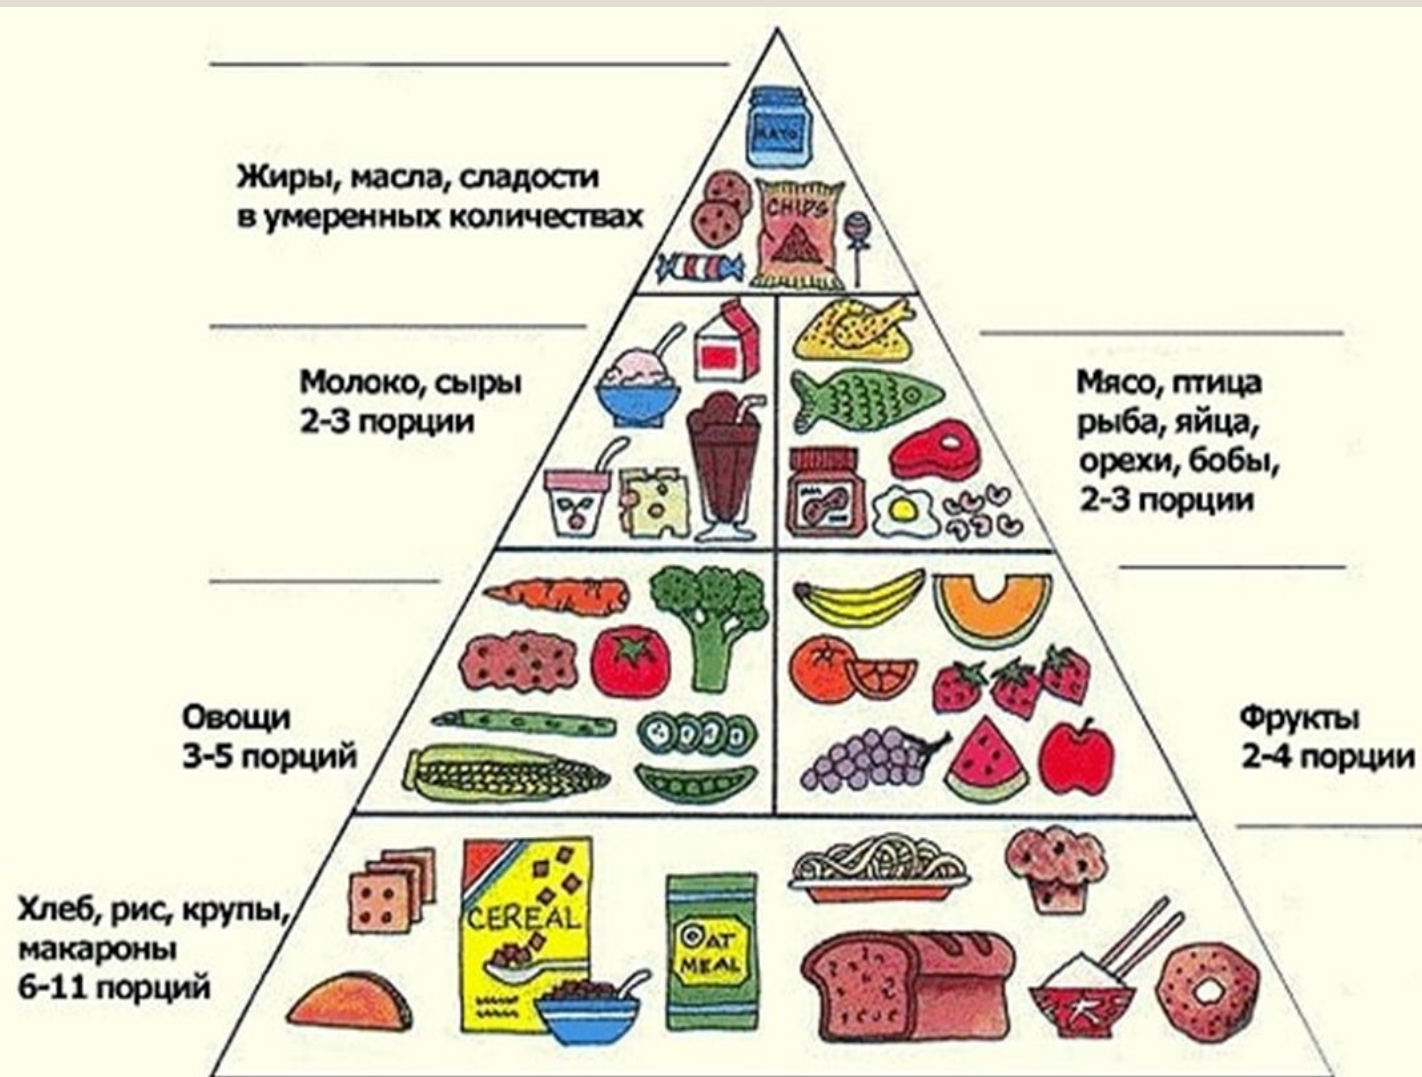 MAYO
CHIPS
Жиры, масла, сладости
в умеренных количествах
Молоко, сыры
2-3 порции
Мясо, птица
рыба, яйца,
орехи, бобы,
2-3 порции
Овощи
3-5 порций
Фрукты
2-4 порции
Хлеб, рис, крупы,
макароны
6-11 порций
CEREAL
OAT
MEAL